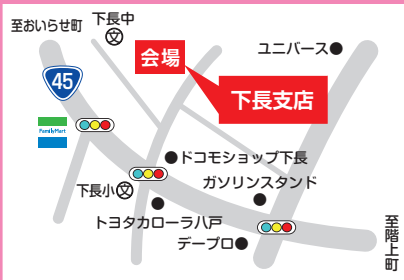 至おいらせ町
下長中
文
会場
ユニバース
45
下長支店
FamilyMart
ドコモショップ下長
下長小
文
ガソリンスタンド
トヨタカローラ八戸
デープロ
至階上町